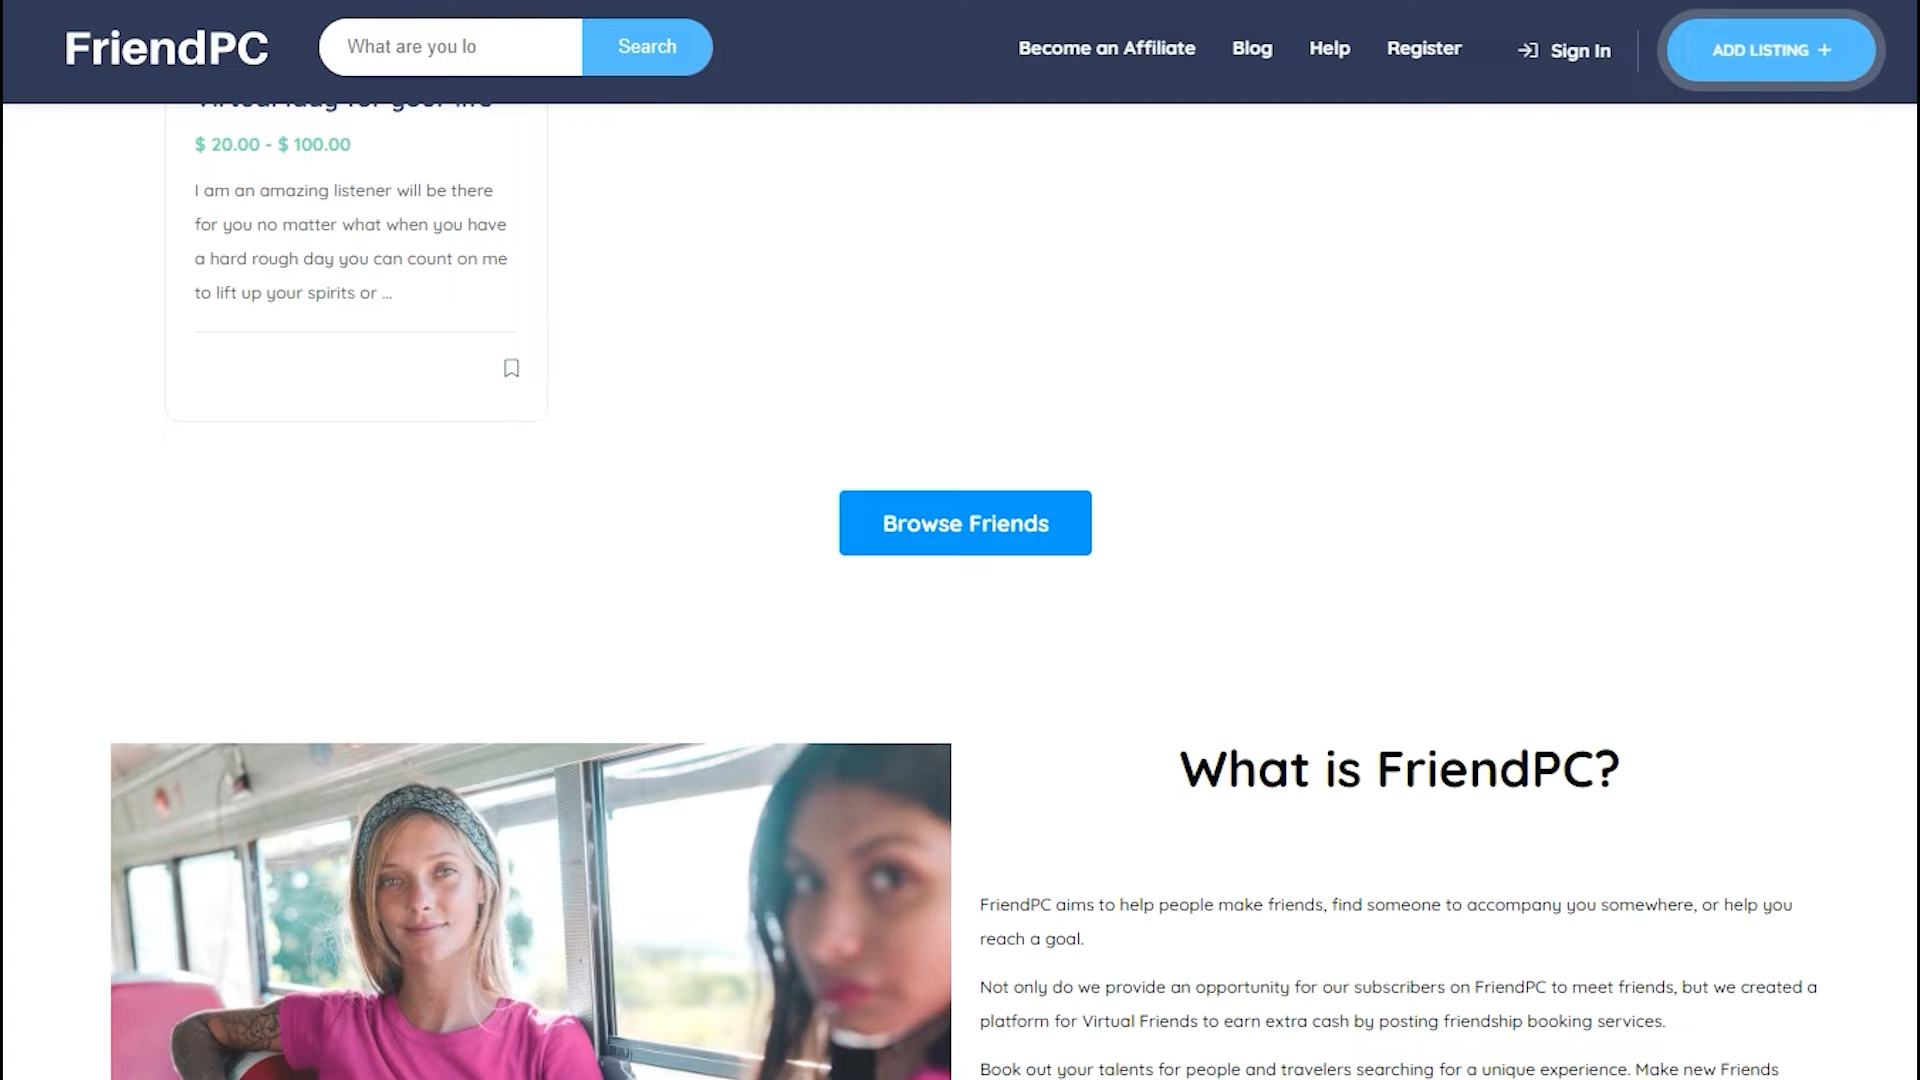 FriendPC
What are you lo
Search
Become an Affiliate
Blog
Help
Register
Sign In
ADD LISTING +
Virtual lady for your life
$ 20.00 - $ 100.00
I am an amazing listener will be there
for you no matter what when you have
a hard rough day you can count on me
to lift up your spirits or ...
Browse Friends
What is FriendPC?
FriendPC aims to help people make friends, find someone to accompany you somewhere, or help you
reach a goal.
Not only do we provide an opportunity for our subscribers on FriendPC to meet friends, but we created a
platform for Virtual Friends to earn extra cash by posting friendship booking services.
Book out your talents for people and travelers searching for a unique experience. Make new Friends